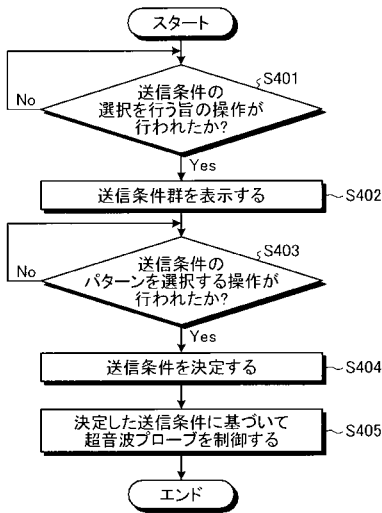 スタート
送信条件の
選択を行う旨の操作が
行われたか?
S401
No
Yes
送信条件群を表示する
S402
送信条件の
パターンを選択する操作が
行われたか?
S403
No
Yes
送信条件を決定する
S404
決定した送信条件に基づいて
超音波プローブを制御する
S405
エンド